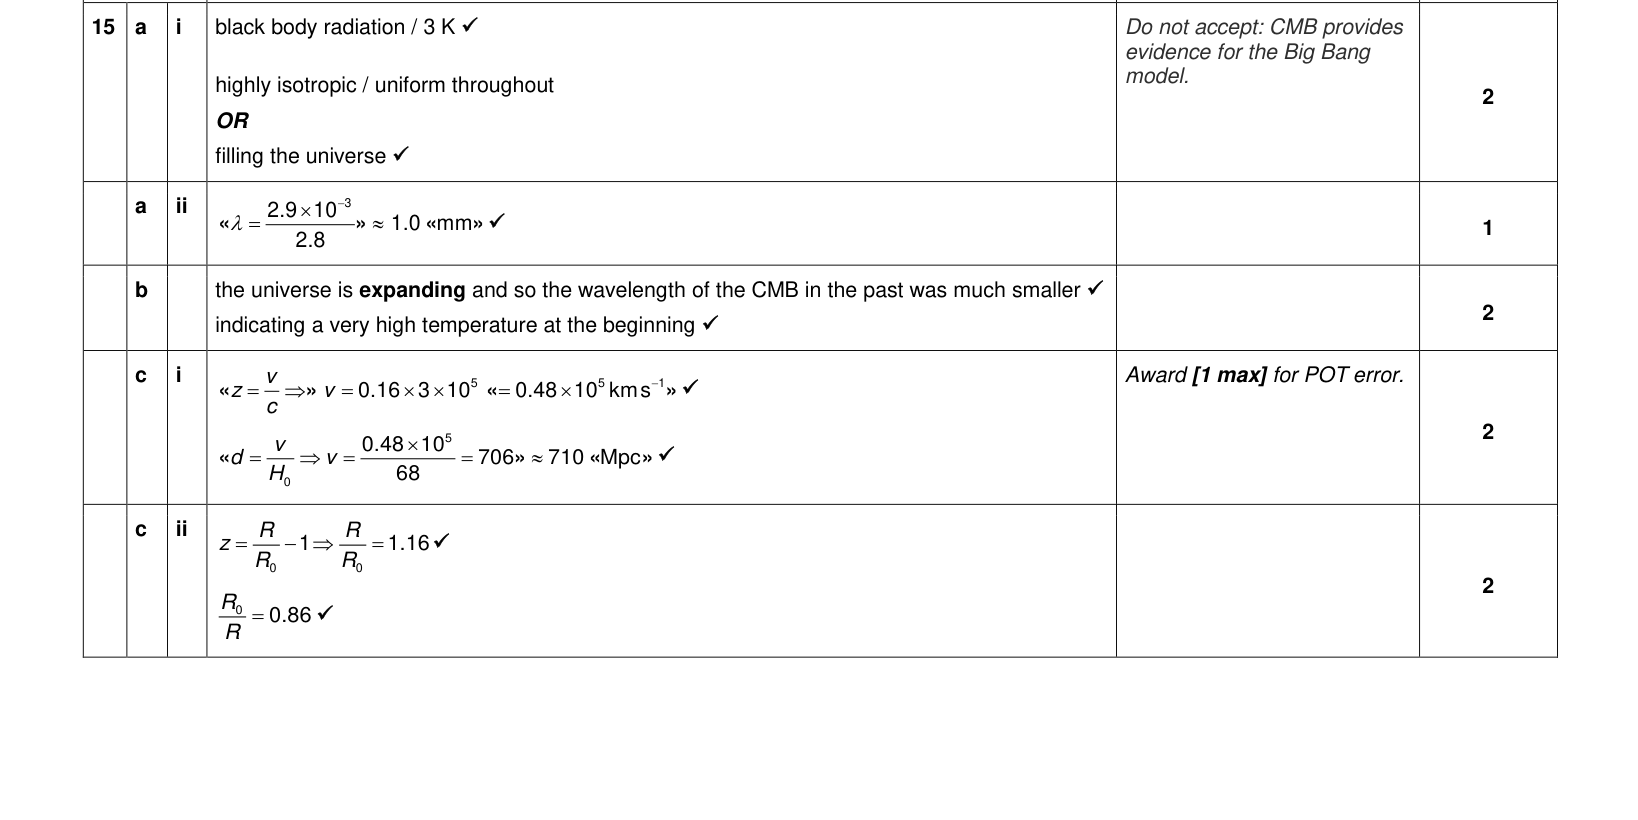 15 a i black body radiation / 3 K ✓ Do not accept: CMB provides
evidence for the Big Bang
model.
highly isotropic / uniform throughout
2
OR
filling the universe ✓
a ii «λ = 2.9×10⁻³ / 2.8» ≈ 1.0 «mm» ✓ 1
b the universe is expanding and so the wavelength of the CMB in the past was much smaller ✓
2
indicating a very high temperature at the beginning ✓
c i «z = v/c ⇒» v = 0.16×3×10⁵ «= 0.48×10⁵ km s⁻¹» ✓ Award [1 max] for POT error.
2
«d = v/H₀ ⇒ v = 0.48×10⁵ / 68 = 706» ≈ 710 «Mpc» ✓
c ii z = R/R₀ − 1 ⇒ R/R₀ = 1.16 ✓
2
R₀/R = 0.86 ✓